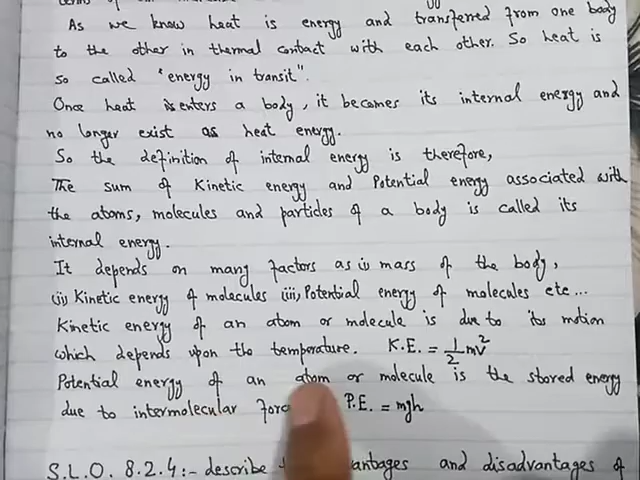 As we know heat is energy and transferred from one body
to the other in thermal contact with each other. So heat is
so called "energy in transit".
Once heat enters a body, it becomes its internal energy and
no longer exist as heat energy.
So the definition of internal energy is therefore,
The sum of Kinetic energy and Potential energy associated with
the atoms, molecules and particles of a body is called its
internal energy.
It depends on many factors as (i) mass of the body,
(ii) Kinetic energy of molecules (iii) Potential energy of molecules etc...
Kinetic energy of an atom or molecule is due to its motion
which depends upon the temperature. K.E. = 1/2 mv²
Potential energy of an atom or molecule is the stored energy
due to intermolecular P.E. = mgh
S.L.O. 8.2.4:- describe and disadvantages of